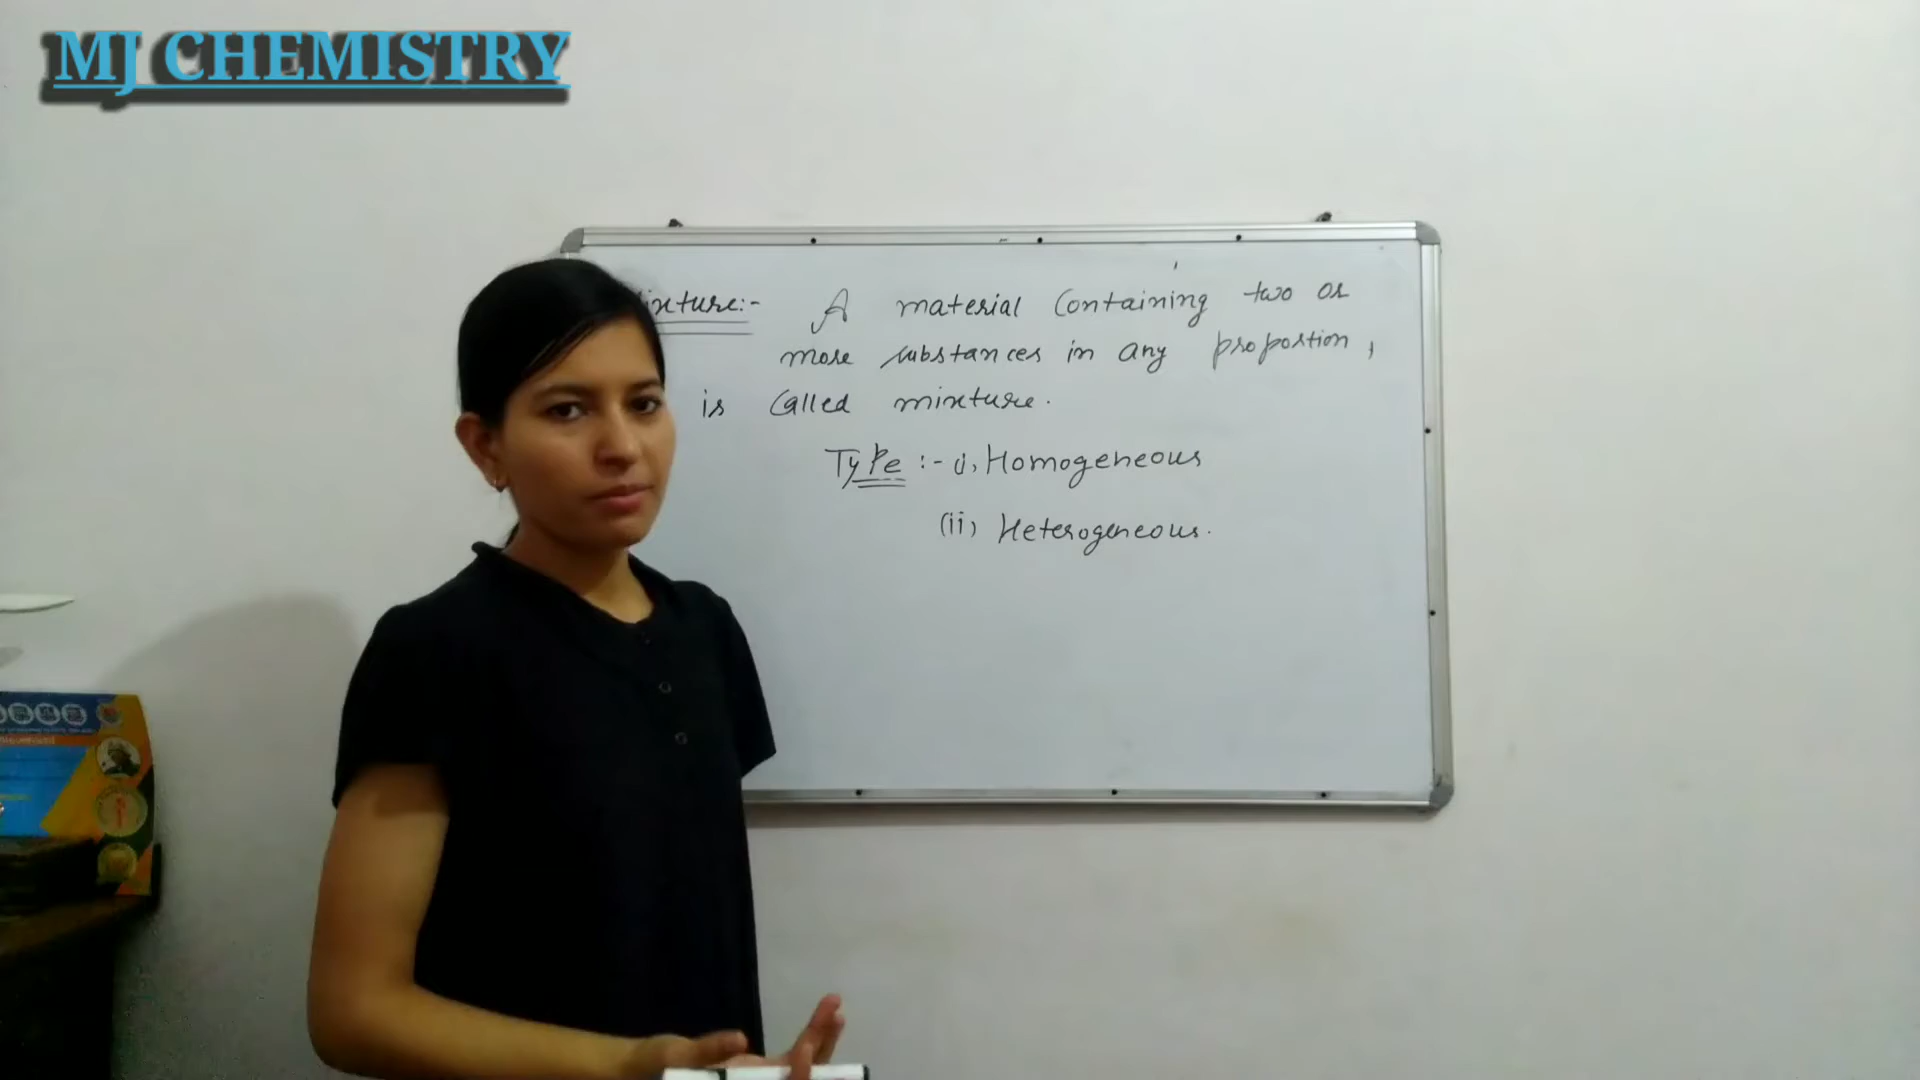 MJ CHEMISTRY
ixture:- A material Containing two or
more substances in any proportion,
is Called mixture.
Type :- (i) Homogeneous
(ii) Heterogeneous.